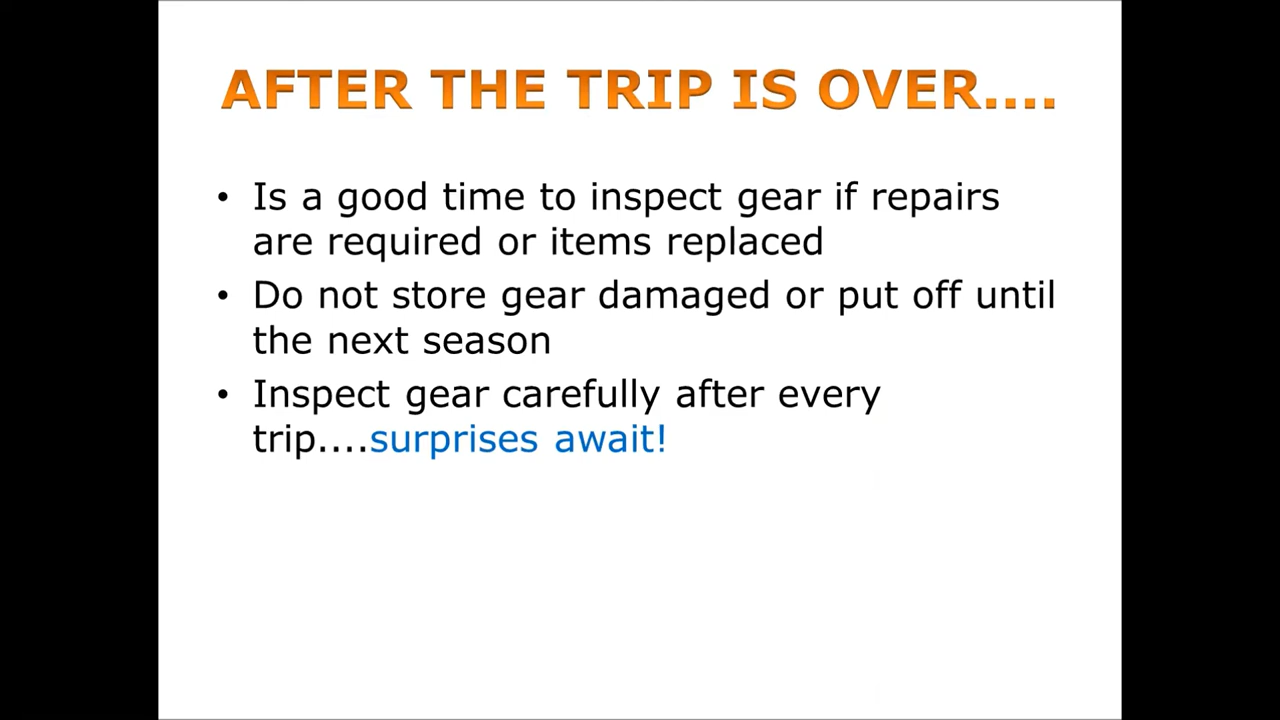 AFTER THE TRIP IS OVER....
• Is a good time to inspect gear if repairs
are required or items replaced
• Do not store gear damaged or put off until
the next season
• Inspect gear carefully after every
trip....surprises await!